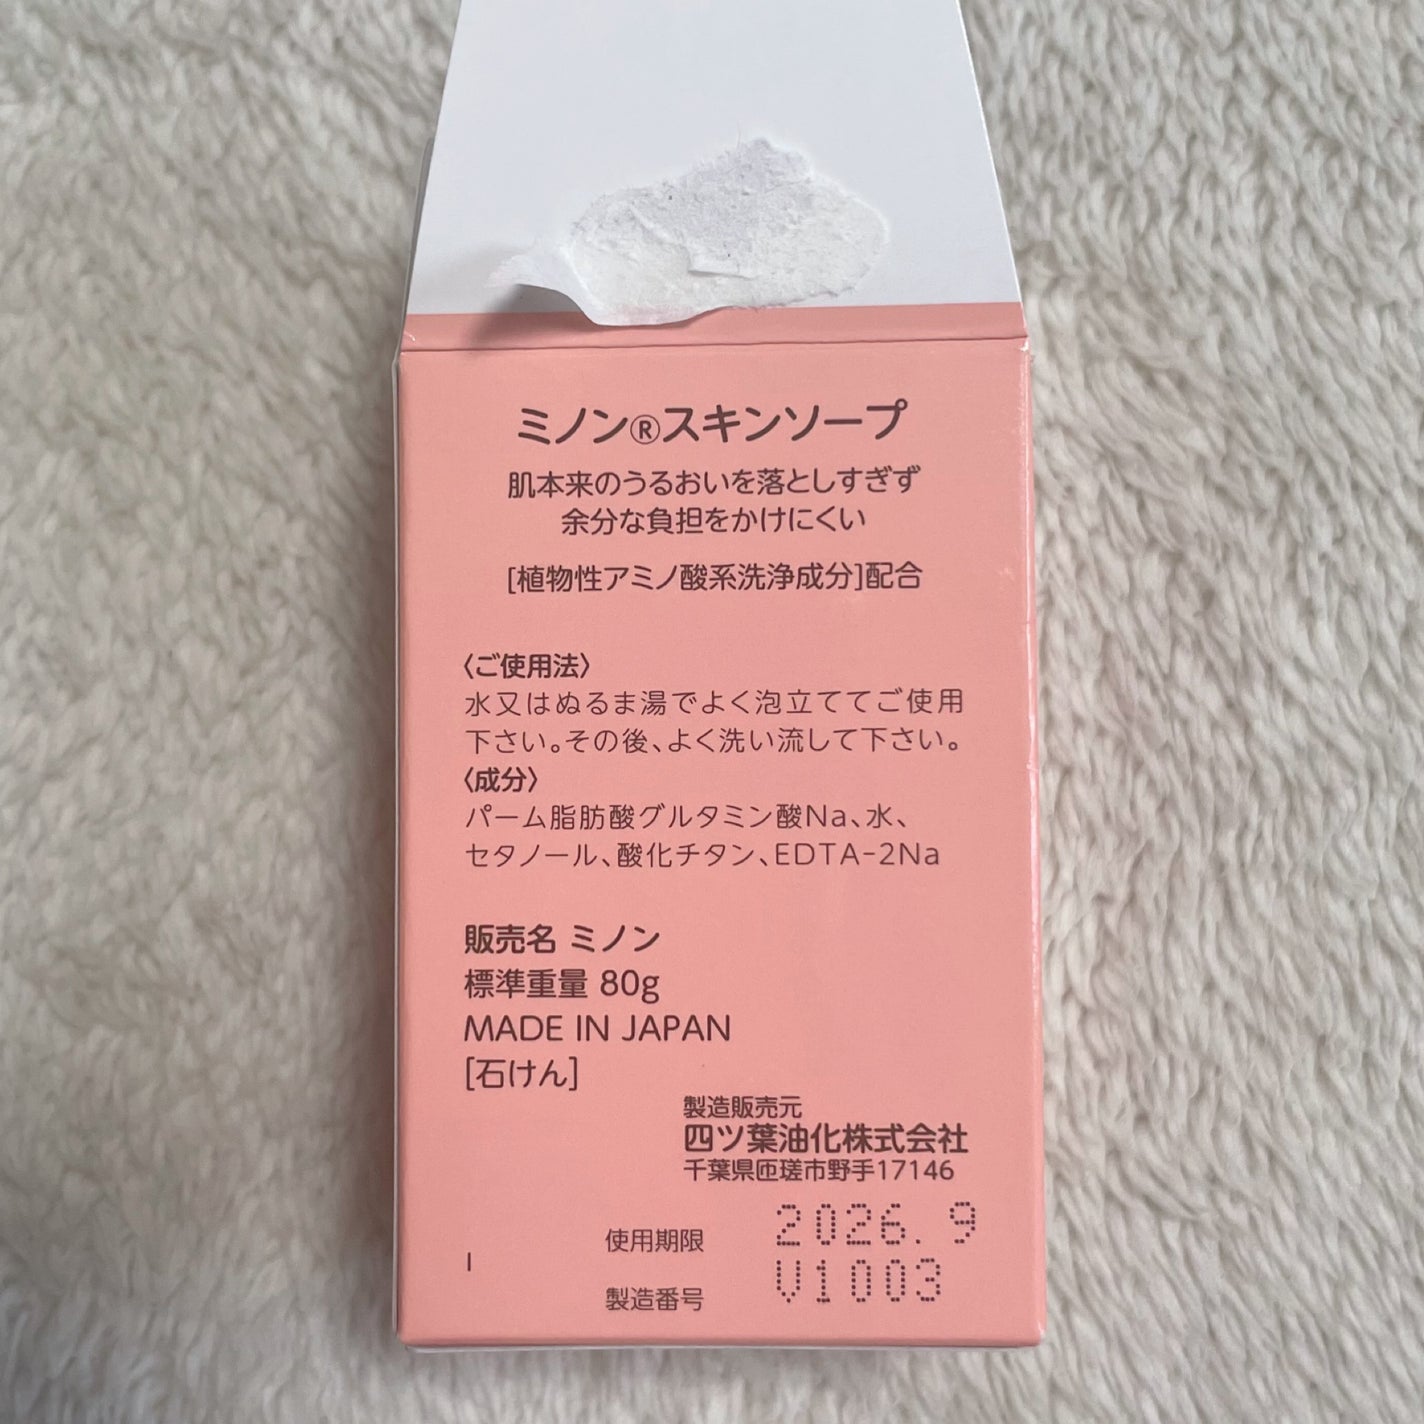 ミノン®スキンソープ
肌本来のうるおいを落としすぎず
余分な負担をかけにくい
[植物性アミノ酸系洗浄成分]配合
〈ご使用法〉
水又はぬるま湯でよく泡立ててご使用
下さい。その後、よく洗い流して下さい。
〈成分〉
パーム脂肪酸グルタミン酸Na、水、
セタノール、酸化チタン、EDTA-2Na
販売名 ミノン
標準重量 80g
MADE IN JAPAN
[石けん]
製造販売元
四ツ葉油化株式会社
千葉県匝瑳市野手17146
使用期限 2026.9
製造番号 V1003
I